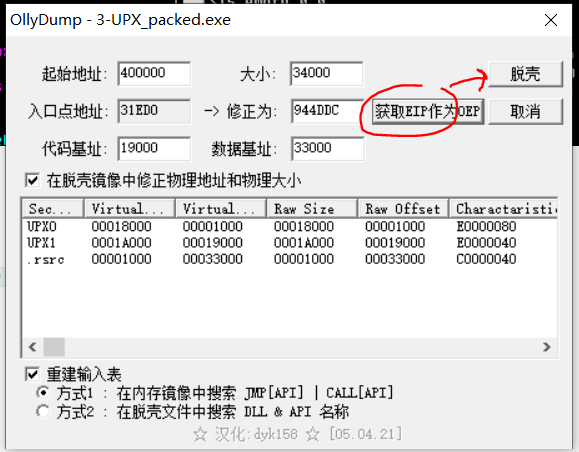 OllyDump - 3-UPX_packed.exe
起始地址: 400000 大小: 34000 脱壳
入口点地址: 31ED0 -> 修正为: 944DDC 获取EIP作为OEP 取消
代码基址: 19000 数据基址: 33000
在脱壳镜像中修正物理地址和物理大小
Sec... Virtual... Virtual... Raw Size Raw Offset Charactaristic
UPX0 00018000 00001000 00018000 00001000 E0000080
UPX1 0001A000 00019000 0001A000 00019000 E0000040
.rsrc 00001000 00033000 00001000 00033000 C0000040
重建输入表
方式1 : 在内存镜像中搜索 JMP[API] | CALL[API]
方式2 : 在脱壳文件中搜索 DLL & API 名称
☆ 汉化:dyk158 ☆ [05.04.21]